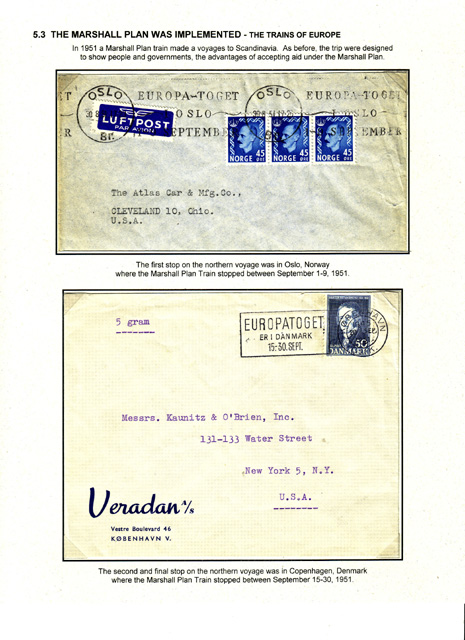 5.3 THE MARSHALL PLAN WAS IMPLEMENTED - THE TRAINS OF EUROPE
In 1951 a Marshall Plan train made a voyages to Scandinavia. As before, the trip were designed
to show people and governments, the advantages of accepting aid under the Marshall Plan.
OSLO
EUROPA-TOGET
OSLO
EUROPA-TOGET
LUFTPOST
PAR AVION
OSLO
SEPTEMBER
NORGE 45 ØRE
NORGE 45 ØRE
NORGE 45 ØRE
The Atlas Car & Mfg.Co.,
CLEVELAND 10, Ohio.
U.S.A.
The first stop on the northern voyage was in Oslo, Norway
where the Marshall Plan Train stopped between September 1-9, 1951.
5 gram
EUROPATOGET
ER I DANMARK
15.-30. SEPT.
50
DANMARK
Messrs. Kaunitz & O'Brien, Inc.
131-133 Water Street
New York 5, N.Y.
U.S.A.
Veradan A/s
Vestre Boulevard 46
KØBENHAVN V.
The second and final stop on the northern voyage was in Copenhagen, Denmark
where the Marshall Plan Train stopped between September 15-30, 1951.